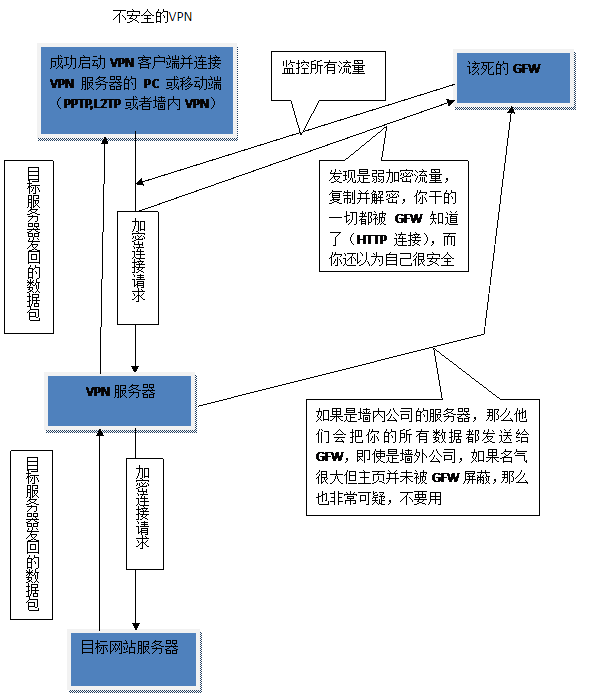 不安全的VPN
成功启动 VPN 客户端并连接
VPN 服务器的 PC 或移动端
（PPTP,L2TP 或者墙内 VPN）
监控所有流量
该死的 GFW
发现是弱加密流量，
复制并解密，你干的
一切都被 GFW 知道
了（HTTP 连接），而
你还以为自己很安全
目标服务器发回的数据包
加密连接请求
VPN 服务器
如果是墙内公司的服务器，那么他
们会把你的所有数据都发送给
GFW，即使是墙外公司，如果名气
很大但主页并未被 GFW 屏蔽，那么
也非常可疑，不要用
目标服务器发回的数据包
加密连接请求
目标网站服务器